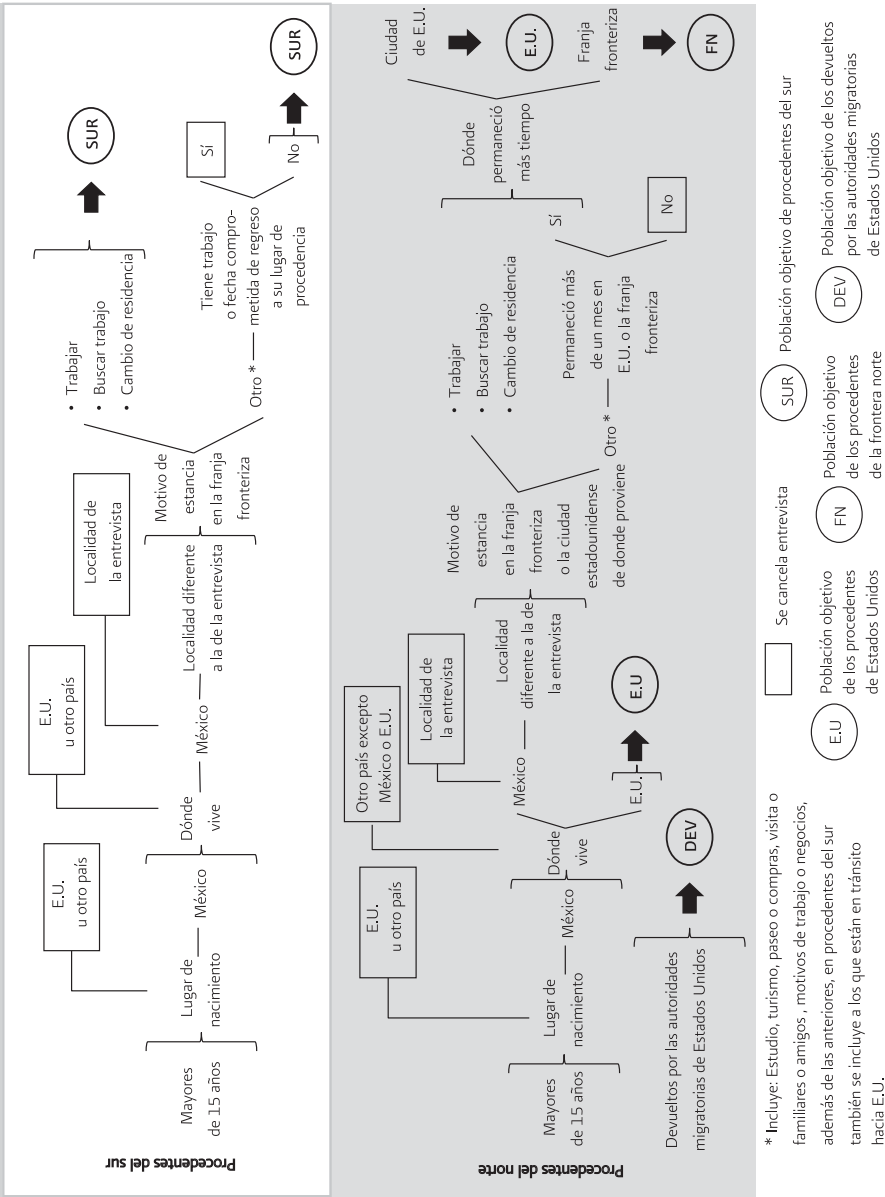 Procedentes del sur
Mayores
de 15 años
Lugar de
nacimiento
E.U.
u otro país
México
Dónde
vive
E.U.
u otro país
México
Localidad de
la entrevista
Localidad diferente
a la de la entrevista
Motivo de
estancia
en la franja
fronteriza
• Trabajar
• Buscar trabajo
• Cambio de residencia
SUR
Otro *
Tiene trabajo
o fecha compro-
metida de regreso
a su lugar de
procedencia
Sí
No
SUR
Procedentes del norte
Mayores
de 15 años
Lugar de
nacimiento
E.U.
u otro país
México
Dónde
vive
Otro país excepto
México o E.U.
México
Localidad de
la entrevista
Localidad
diferente a la de
la entrevista
E.U.
E.U
Motivo de
estancia
en la franja
fronteriza
o la ciudad
estadounidense
de donde proviene
• Trabajar
• Buscar trabajo
• Cambio de residencia
Otro *
Permaneció más
de un mes en
E.U. o la franja
fronteriza
Sí
No
Dónde
permaneció
más tiempo
Ciudad
de E.U.
E.U.
Franja
fronteriza
FN
Devueltos por las autoridades
migratorias de Estados Unidos
DEV
* Incluye: Estudio, turismo, paseo o compras, visita o
familiares o amigos , motivos de trabajo o negocios,
además de las anteriores, en procedentes del sur
también se incluye a los que están en tránsito
hacia E.U.
Se cancela entrevista
SUR
Población objetivo de procedentes del sur
E.U
Población objetivo
de los procedentes
de Estados Unidos
FN
Población objetivo
de los procedentes
de la frontera norte
DEV
Población objetivo de los devueltos
por las autoridades migratorias
de Estados Unidos